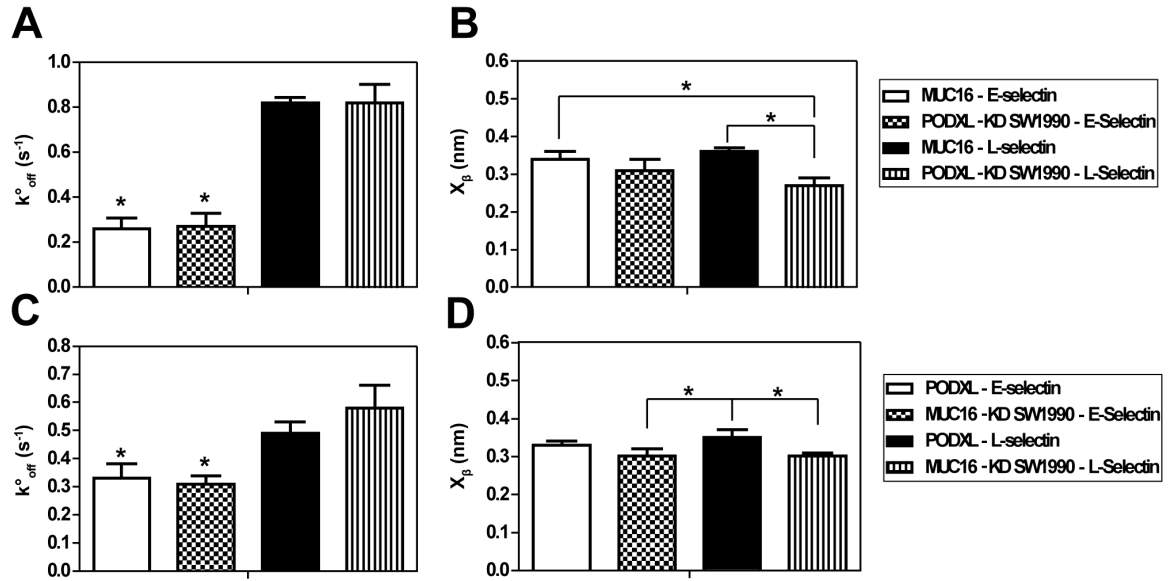 A
k°off (s⁻¹)
1.0
0.8
0.6
0.4
0.2
0.0
* *
B
Xβ (nm)
0.6
0.5
0.4
0.3
0.2
0.1
0.0
*
*
MUC16 - E-selectin
PODXL -KD SW1990 - E-Selectin
MUC16 - L-selectin
PODXL -KD SW1990 - L-Selectin
C
k°off (s⁻¹)
0.8
0.7
0.6
0.5
0.4
0.3
0.2
0.1
0.0
* *
D
Xβ (nm)
0.6
0.5
0.4
0.3
0.2
0.1
0.0
* *
PODXL - E-selectin
MUC16 -KD SW1990 - E-Selectin
PODXL - L-selectin
MUC16 -KD SW1990 - L-Selectin